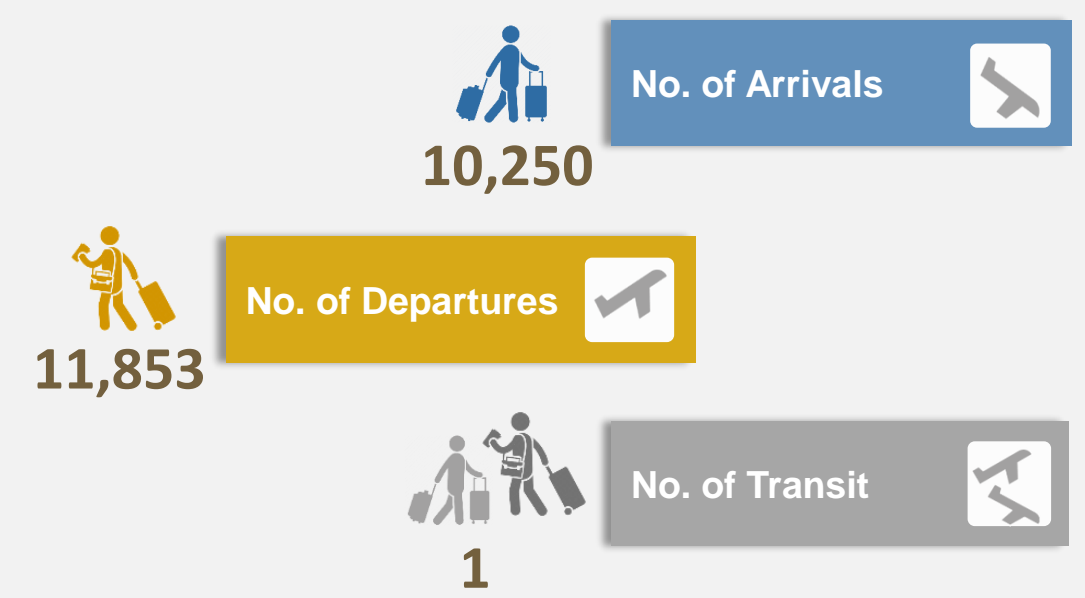 No. of Arrivals
10,250
No. of Departures
11,853
No. of Transit
1